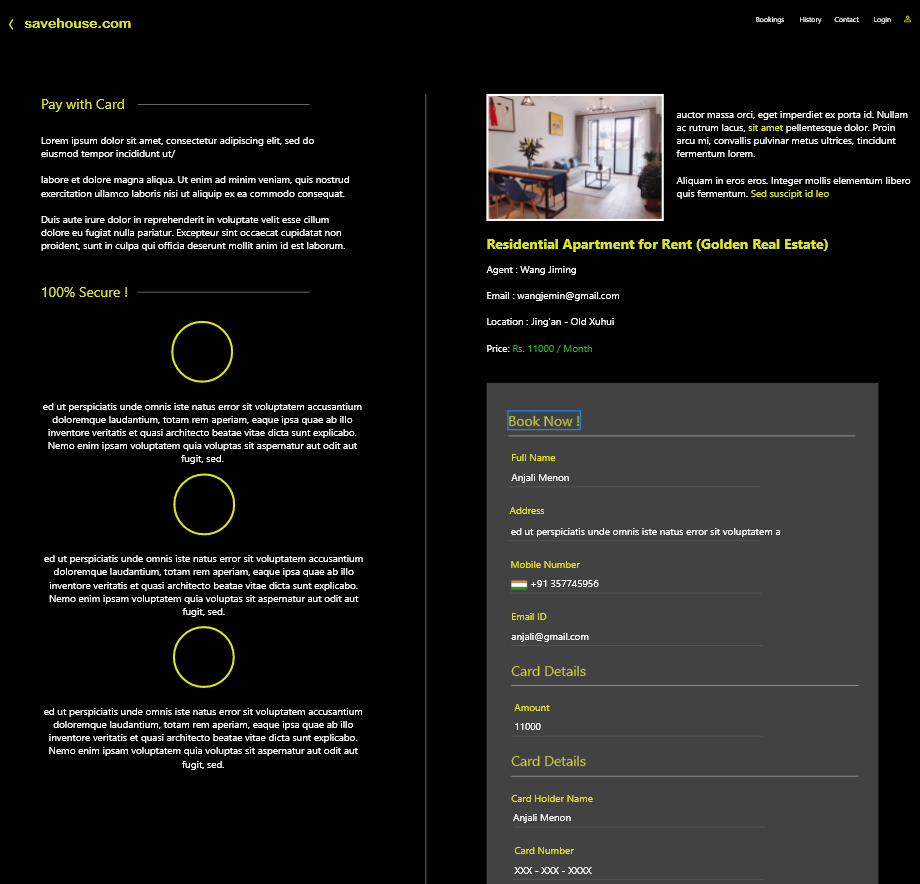 savehouse.com
Bookings
History
Contact
Login
Pay with Card
Lorem ipsum dolor sit amet, consectetur adipiscing elit, sed do
eiusmod tempor incididunt ut/
labore et dolore magna aliqua. Ut enim ad minim veniam, quis nostrud
exercitation ullamco laboris nisi ut aliquip ex ea commodo consequat.
Duis aute irure dolor in reprehenderit in voluptate velit esse cillum
dolore eu fugiat nulla pariatur. Excepteur sint occaecat cupidatat non
proident, sunt in culpa qui officia deserunt mollit anim id est laborum.
100% Secure !
ed ut perspiciatis unde omnis iste natus error sit voluptatem accusantium
doloremque laudantium, totam rem aperiam, eaque ipsa quae ab illo
inventore veritatis et quasi architecto beatae vitae dicta sunt explicabo.
Nemo enim ipsam voluptatem quia voluptas sit aspernatur aut odit aut
fugit, sed.
ed ut perspiciatis unde omnis iste natus error sit voluptatem accusantium
doloremque laudantium, totam rem aperiam, eaque ipsa quae ab illo
inventore veritatis et quasi architecto beatae vitae dicta sunt explicabo.
Nemo enim ipsam voluptatem quia voluptas sit aspernatur aut odit aut
fugit, sed.
ed ut perspiciatis unde omnis iste natus error sit voluptatem accusantium
doloremque laudantium, totam rem aperiam, eaque ipsa quae ab illo
inventore veritatis et quasi architecto beatae vitae dicta sunt explicabo.
Nemo enim ipsam voluptatem quia voluptas sit aspernatur aut odit aut
fugit, sed.
auctor massa orci, eget imperdiet ex porta id. Nullam
ac rutrum lacus, sit amet pellentesque dolor. Proin
arcu mi, convallis pulvinar metus ultrices, tincidunt
fermentum lorem.
Aliquam in eros eros. Integer mollis elementum libero
quis fermentum. Sed suscipit id leo
Residential Apartment for Rent (Golden Real Estate)
Agent : Wang Jiming
Email : wangjemin@gmail.com
Location : Jing'an - Old Xuhui
Price: Rs. 11000 / Month
Book Now !
Full Name
Anjali Menon
Address
ed ut perspiciatis unde omnis iste natus error sit voluptatem a
Mobile Number
+91 357745956
Email ID
anjali@gmail.com
Card Details
Amount
11000
Card Details
Card Holder Name
Anjali Menon
Card Number
XXX - XXX - XXXX